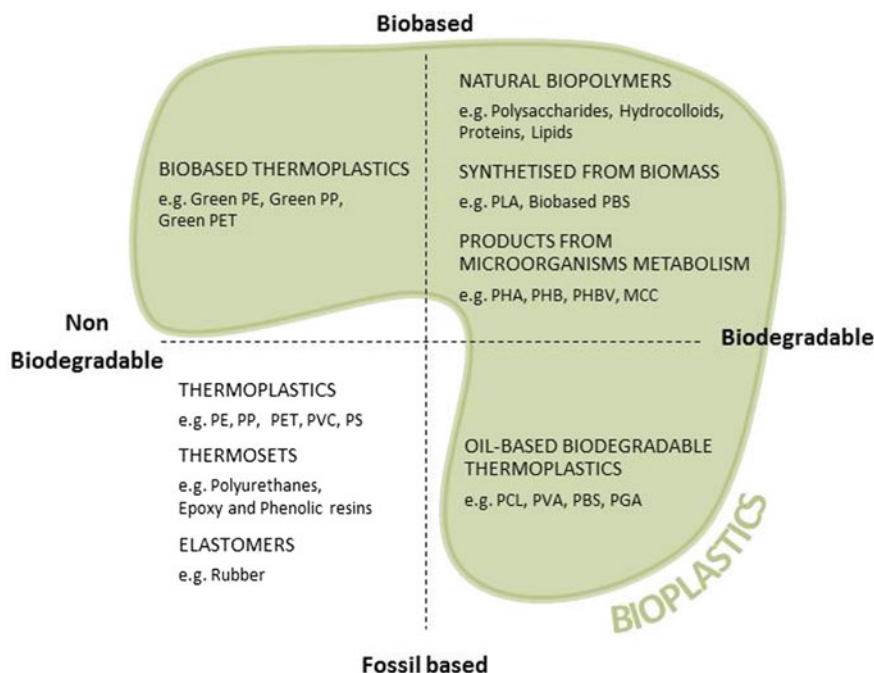 Biobased
NATURAL BIOPOLYMERS
e.g. Polysaccharides, Hydrocolloids,
Proteins, Lipids
BIOBASED THERMOPLASTICS
e.g. Green PE, Green PP,
Green PET
SYNTHETISED FROM BIOMASS
e.g. PLA, Biobased PBS
PRODUCTS FROM
MICROORGANISMS METABOLISM
e.g. PHA, PHB, PHBV, MCC
Non
Biodegradable
Biodegradable
THERMOPLASTICS
e.g. PE, PP, PET, PVC, PS
THERMOSETS
e.g. Polyurethanes,
Epoxy and Phenolic resins
ELASTOMERS
e.g. Rubber
OIL-BASED BIODEGRADABLE
THERMOPLASTICS
e.g. PCL, PVA, PBS, PGA
BIOPLASTICS
Fossil based